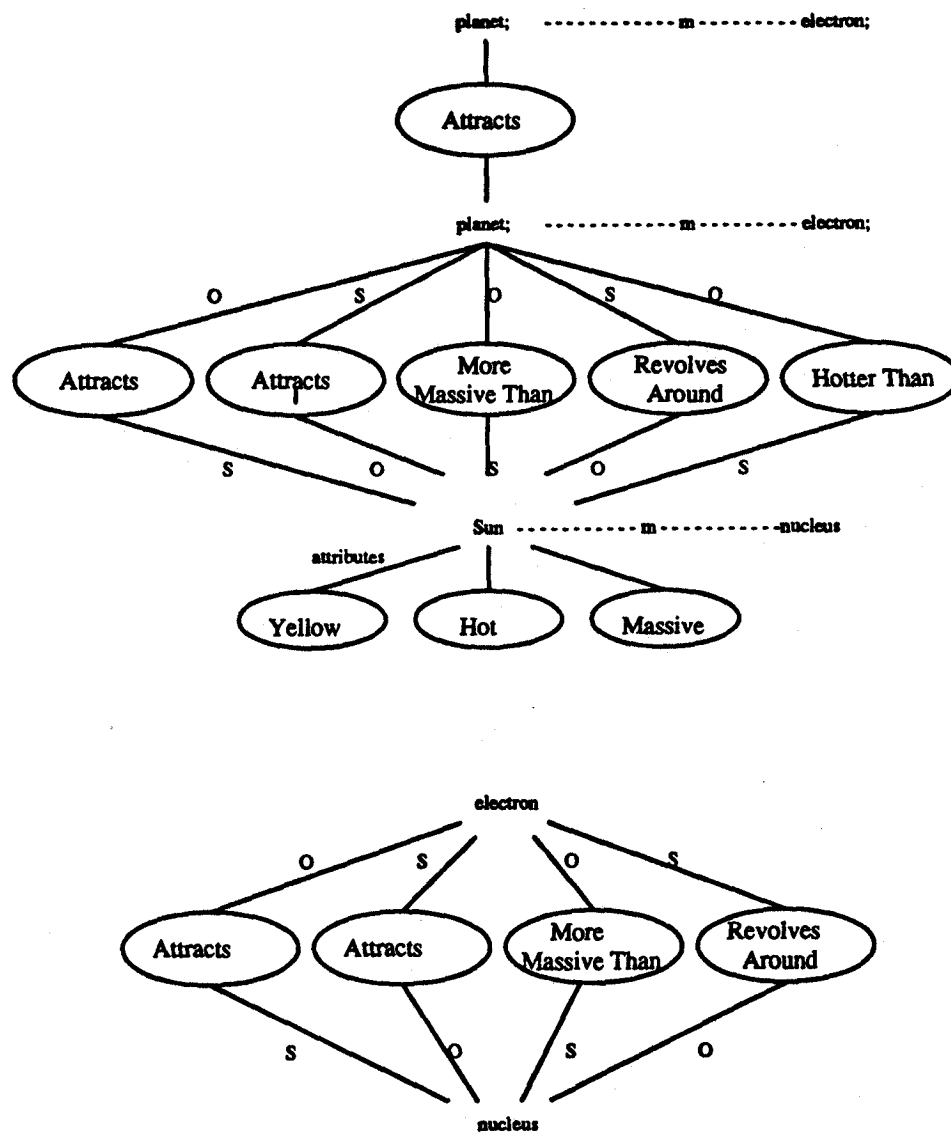 planet; - - - - - - - - - - - - m - - - - - - - - - - electron;
Attracts
planet; - - - - - - - - - - - - m - - - - - - - - - - electron;
O S O S O
Attracts Attracts More Massive Than Revolves Around Hotter Than
S O S O S
Sun - - - - - - - - - - - m - - - - - - - - - - -nucleus
attributes
Yellow Hot Massive
electron
O S O S
Attracts Attracts More Massive Than Revolves Around
S O S O
nucleus